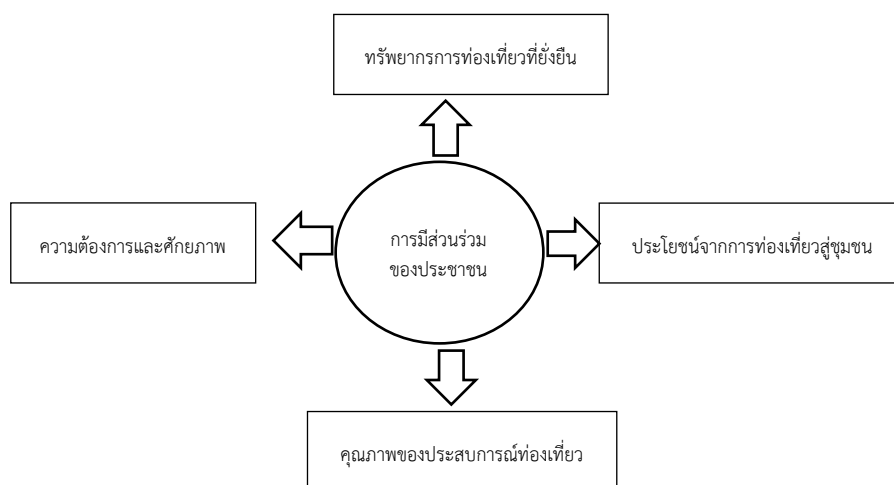 ทรัพยากรการท่องเที่ยวที่ยั่งยืน
ความต้องการและศักยภาพ
การมีส่วนร่วม
ของประชาชน
ประโยชน์จากการท่องเที่ยวสู่ชุมชน
คุณภาพของประสบการณ์ท่องเที่ยว